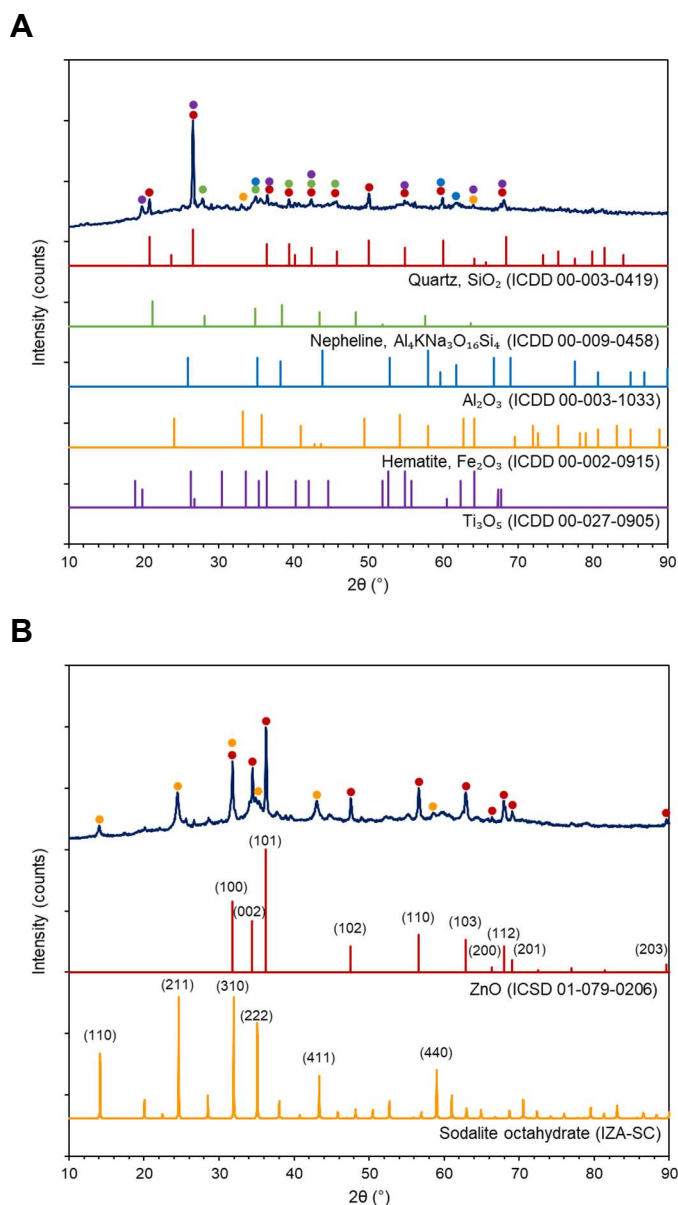 A
Intensity (counts)
Quartz, SiO₂ (ICDD 00-003-0419)
Nepheline, Al₄KNa₃O₁₆Si₄ (ICDD 00-009-0458)
Al₂O₃ (ICDD 00-003-1033)
Hematite, Fe₂O₃ (ICDD 00-002-0915)
Ti₃O₅ (ICDD 00-027-0905)
10 20 30 40 50 60 70 80 90
2θ (°)
B
Intensity (counts)
(101)
(100)
(002)
(102)
(110)
(103)
(200)
(112)
(201)
(203)
ZnO (ICSD 01-079-0206)
(110)
(211)
(310)
(222)
(411)
(440)
Sodalite octahydrate (IZA-SC)
10 20 30 40 50 60 70 80 90
2θ (°)